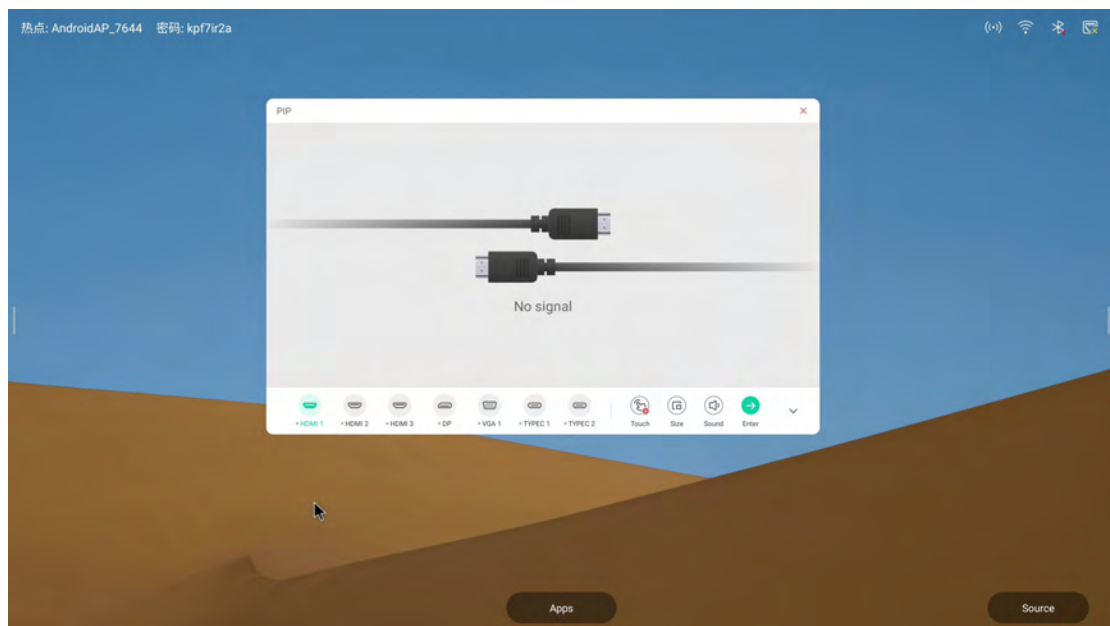 热点: AndroidAP_7644 密码: kpf7ir2a
PIP
No signal
• HDMI 1 • HDMI 2 • HDMI 3 • DP • VGA 1 • TYPEC 1 • TYPEC 2 Touch Size Sound Enter
Apps
Source